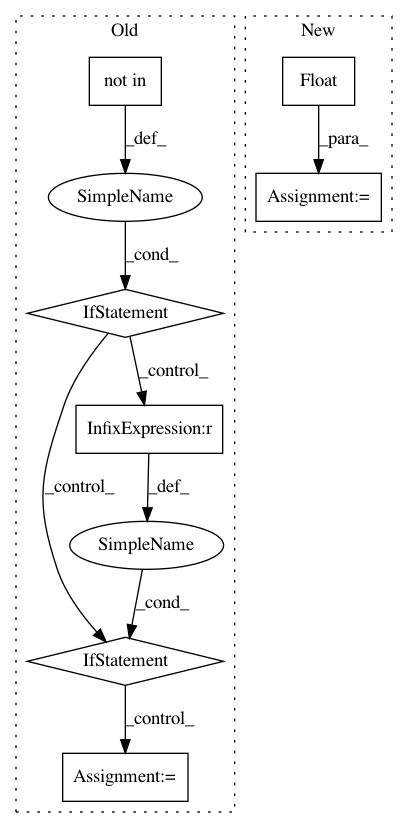 Old
New
not in
Float
_def_
_para_
SimpleName
Assignment:=
_cond_
IfStatement
_control_
InfixExpression:r
_control_
_def_
SimpleName
_cond_
IfStatement
_control_
Assignment:=